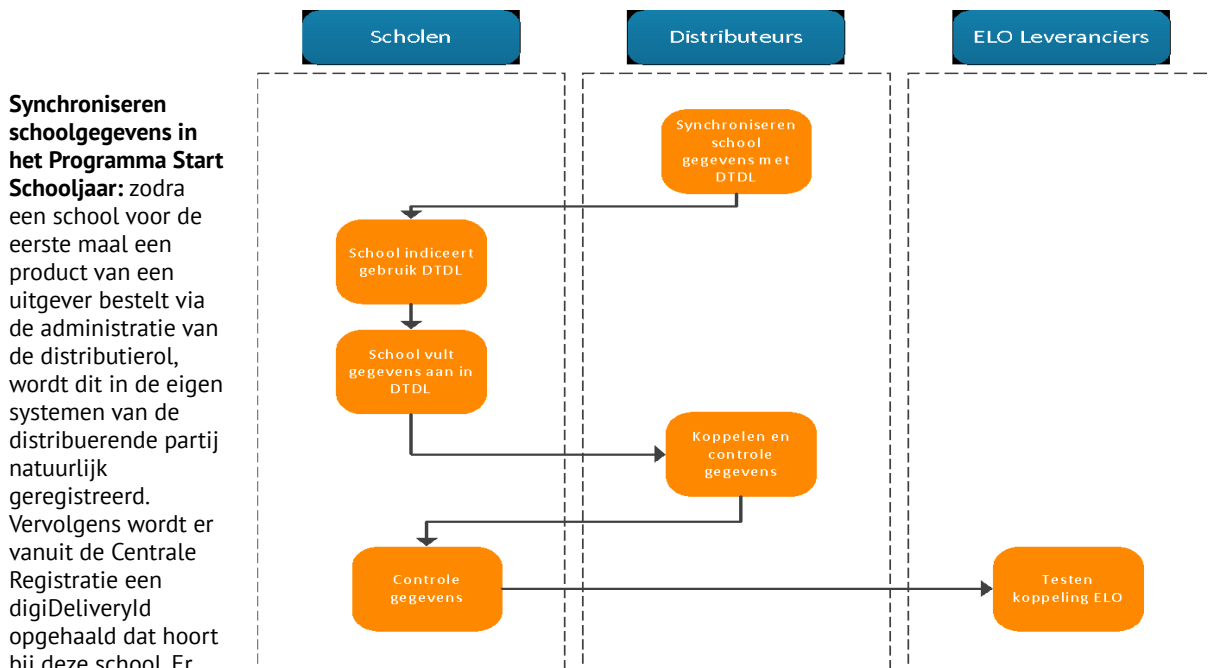 Scholen
Distributeurs
ELO Leveranciers
Synchroniseren
schoolgegevens in
het Programma Start
Schooljaar: zodra
een school voor de
eerste maal een
product van een
uitgever bestelt via
de administratie van
de distributierol,
wordt dit in de eigen
systemen van de
distribuerende partij
natuurlijk
geregistreerd.
Vervolgens wordt er
vanuit de Centrale
Registratie een
digiDeliveryId
opgehaald dat hoort
bij deze school. Er
Synchroniseren
school
gegevens met
DTDL
School indiceert
gebruik DTDL
School vult
gegevens aan in
DTDL
Koppelen en
controle
gegevens
Controle
gegevens
Testen
koppeling ELO